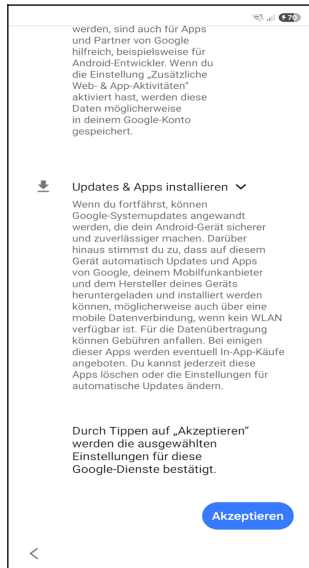 70
werden, sind auch für Apps
und Partner von Google
hilfreich, beispielsweise für
Android-Entwickler. Wenn du
die Einstellung „Zusätzliche
Web- & App-Aktivitäten“
aktiviert hast, werden diese
Daten möglicherweise
in deinem Google-Konto
gespeichert.
Updates & Apps installieren
Wenn du fortfährst, können
Google-Systemupdates angewandt
werden, die dein Android-Gerät sicherer
und zuverlässiger machen. Darüber
hinaus stimmst du zu, dass auf diesem
Gerät automatisch Updates und Apps
von Google, deinem Mobilfunkanbieter
und dem Hersteller deines Geräts
heruntergeladen und installiert werden
können, möglicherweise auch über eine
mobile Datenverbindung, wenn kein WLAN
verfügbar ist. Für die Datenübertragung
können Gebühren anfallen. Bei einigen
dieser Apps werden eventuell In-App-Käufe
angeboten. Du kannst jederzeit diese
Apps löschen oder die Einstellungen für
automatische Updates ändern.
Durch Tippen auf „Akzeptieren“
werden die ausgewählten
Einstellungen für diese
Google-Dienste bestätigt.
Akzeptieren